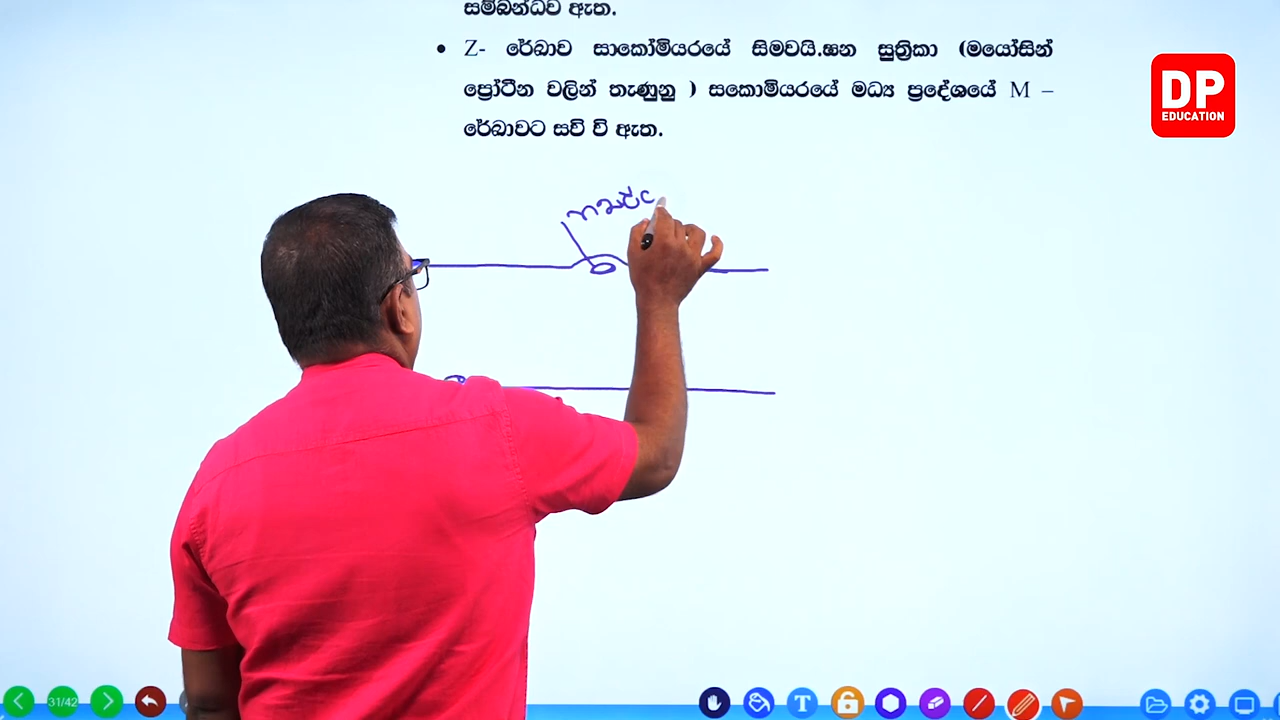 සම්බන්ධව ඇත.
• Z- රේඛාව සාකෝමියරයේ සිමවයි.ඝන සුත්‍රිකා (මයෝසින්
ප්‍රෝටීන වලින් තැණුනු ) සකොමියරයේ මධ්‍ය ප්‍රදේශයේ M –
රේඛාවට සවි වි ඇත.
DP
EDUCATION
31/42
T